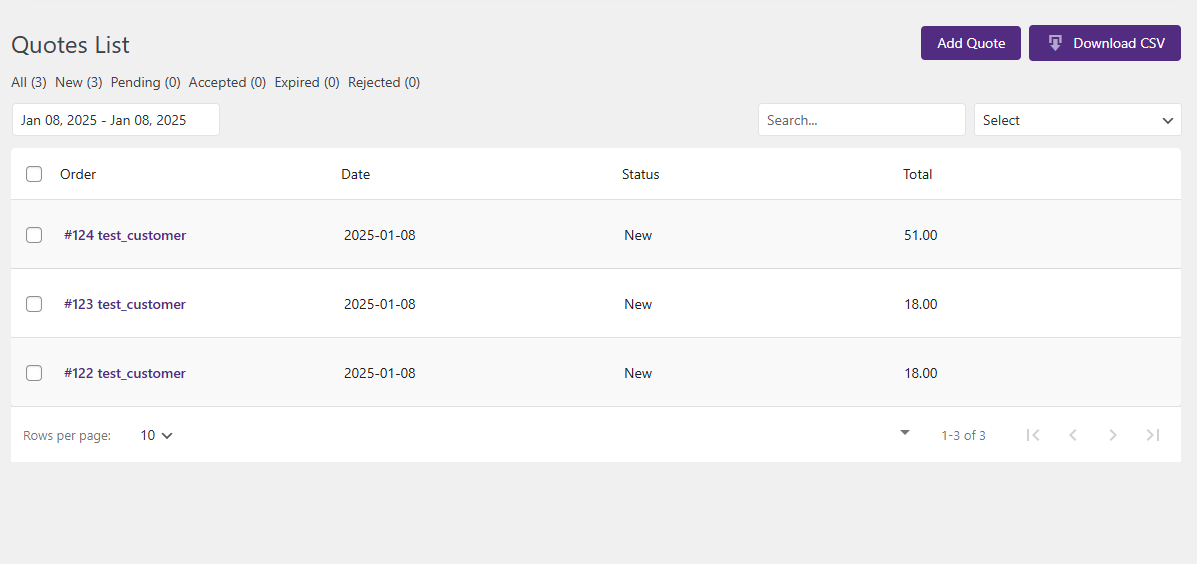 Quotes List
Add Quote
Download CSV
All (3) New (3) Pending (0) Accepted (0) Expired (0) Rejected (0)
Jan 08, 2025 - Jan 08, 2025
Search...
Select
Order Date Status Total
#124 test_customer 2025-01-08 New 51.00
#123 test_customer 2025-01-08 New 18.00
#122 test_customer 2025-01-08 New 18.00
Rows per page: 10 1-3 of 3